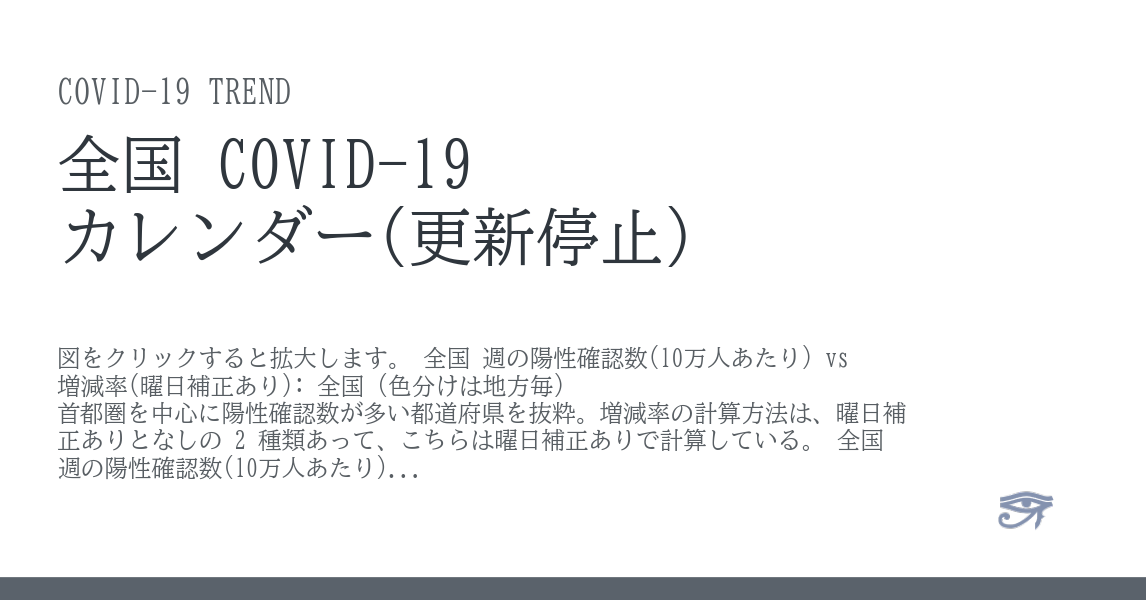 COVID-19 TREND
全国 COVID-19
カレンダー(更新停止)
図をクリックすると拡大します。 全国 週の陽性確認数(10万人あたり) vs
増減率(曜日補正あり): 全国 (色分けは地方毎)
首都圏を中心に陽性確認数が多い都道府県を抜粋。増減率の計算方法は、曜日補
正ありとなしの 2 種類あって、こちらは曜日補正ありで計算している。 全国
週の陽性確認数(10万人あたり)...